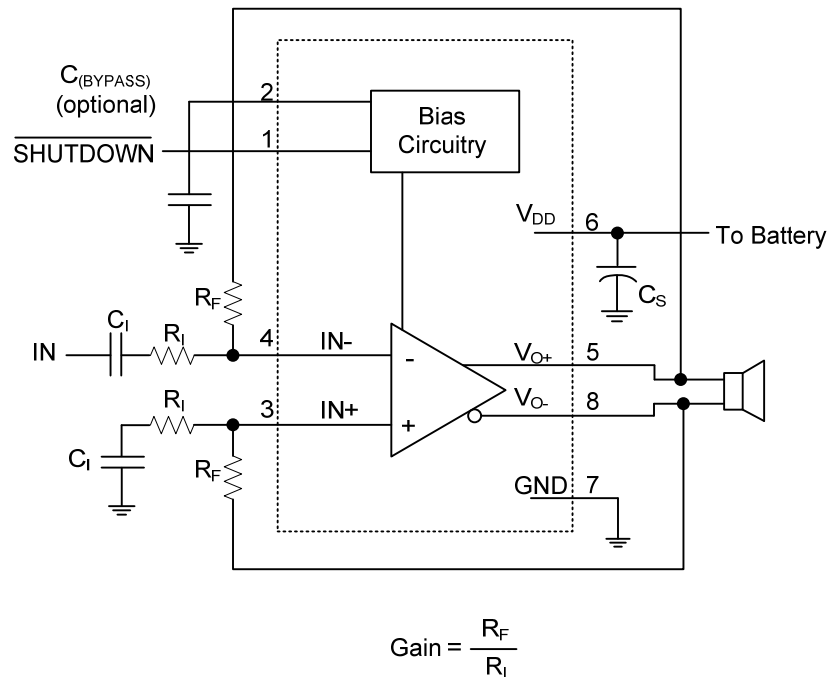 C(BYPASS)
(optional)
SHUTDOWN
2
1
Bias
Circuitry
VDD
6
To Battery
CS
RF
CI
RI
IN
4
IN-
-
VO+
5
RI
3
IN+
+
VO-
8
CI
RF
GND
7
Gain = RF
RI